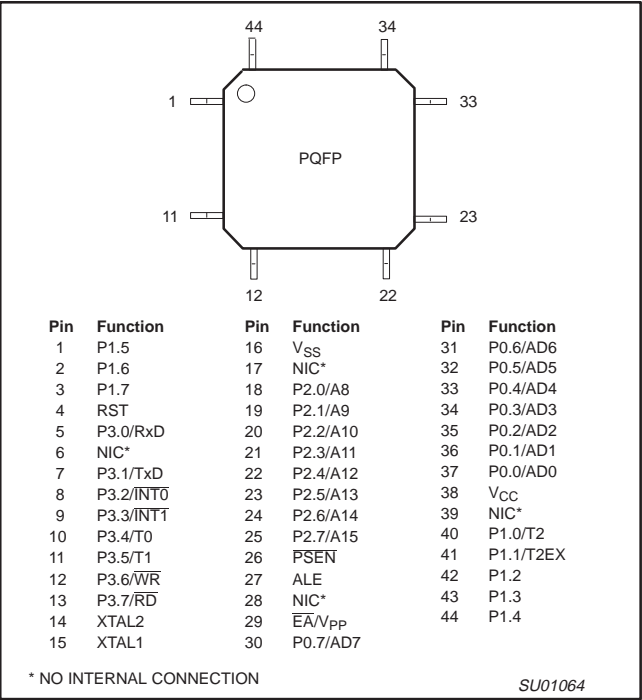 44 34
1 33
PQFP
11 23
12 22
Pin Function Pin Function Pin Function
1 P1.5 16 VSS 31 P0.6/AD6
2 P1.6 17 NIC* 32 P0.5/AD5
3 P1.7 18 P2.0/A8 33 P0.4/AD4
4 RST 19 P2.1/A9 34 P0.3/AD3
5 P3.0/RxD 20 P2.2/A10 35 P0.2/AD2
6 NIC* 21 P2.3/A11 36 P0.1/AD1
7 P3.1/TxD 22 P2.4/A12 37 P0.0/AD0
8 P3.2/I̅N̅T̅0̅ 23 P2.5/A13 38 VCC
9 P3.3/I̅N̅T̅1̅ 24 P2.6/A14 39 NIC*
10 P3.4/T0 25 P2.7/A15 40 P1.0/T2
11 P3.5/T1 26 P̅S̅E̅N̅ 41 P1.1/T2EX
12 P3.6/W̅R̅ 27 ALE 42 P1.2
13 P3.7/R̅D̅ 28 NIC* 43 P1.3
14 XTAL2 29 E̅A̅/VPP 44 P1.4
15 XTAL1 30 P0.7/AD7
* NO INTERNAL CONNECTION
SU01064